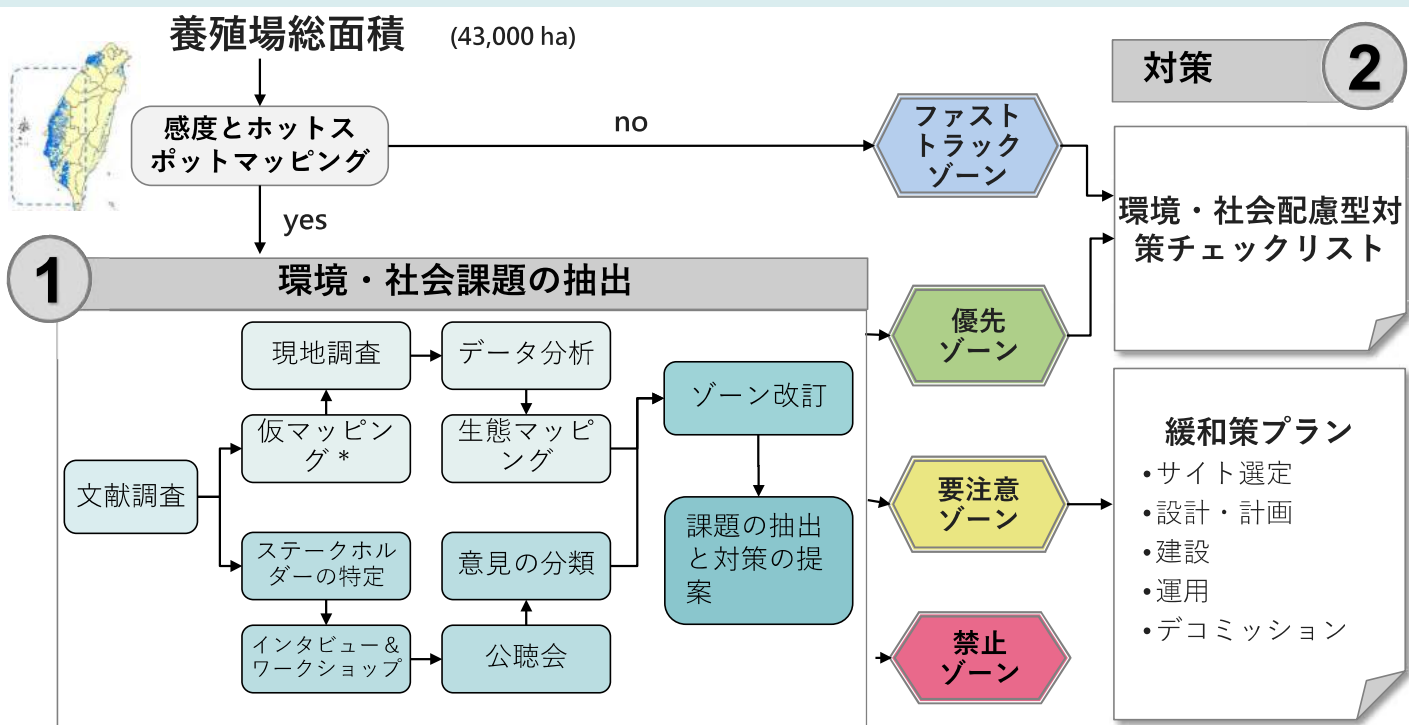 養殖場総面積 (43,000 ha)
感度とホットス
ポットマッピング
no
yes
ファスト
トラック
ゾーン
対策
2
環境・社会配慮型対
策チェックリスト
1
環境・社会課題の抽出
現地調査
データ分析
仮マッピン
グ *
生態マッピ
ング
文献調査
ステークホル
ダーの特定
意見の分類
インタビュー＆
ワークショップ
公聴会
ゾーン改訂
課題の抽出
と対策の提
案
優先
ゾーン
要注意
ゾーン
禁止
ゾーン
緩和策プラン
•サイト選定
•設計・計画
•建設
•運用
•デコミッション